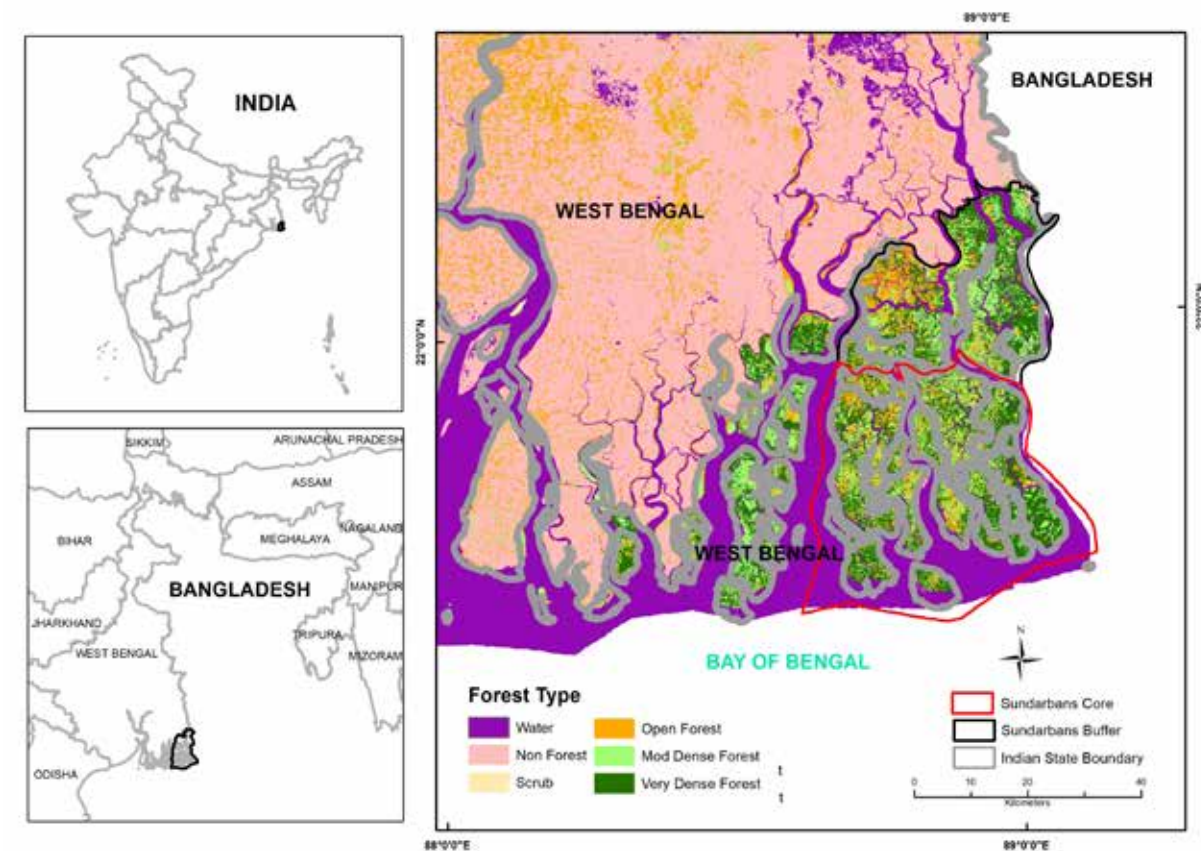 INDIA
SIKKIM
ARUNACHAL PRADESH
ASSAM
NAGALAND
BIHAR
MEGHALAYA
BANGLADESH
MANIPUR
JHARKHAND
TRIPURA
WEST BENGAL
MIZORAM
ODISHA
89°0'0"E
BANGLADESH
WEST BENGAL
22°0'0"N
22°0'0"N
WEST BENGAL
BAY OF BENGAL
N
Forest Type
Water
Non Forest
Scrub
Open Forest
Mod Dense Forest
t
Very Dense Forest
t
Sundarbans Core
Sundarbans Buffer
Indian State Boundary
0 10 20 40
Kilometers
88°0'0"E
89°0'0"E